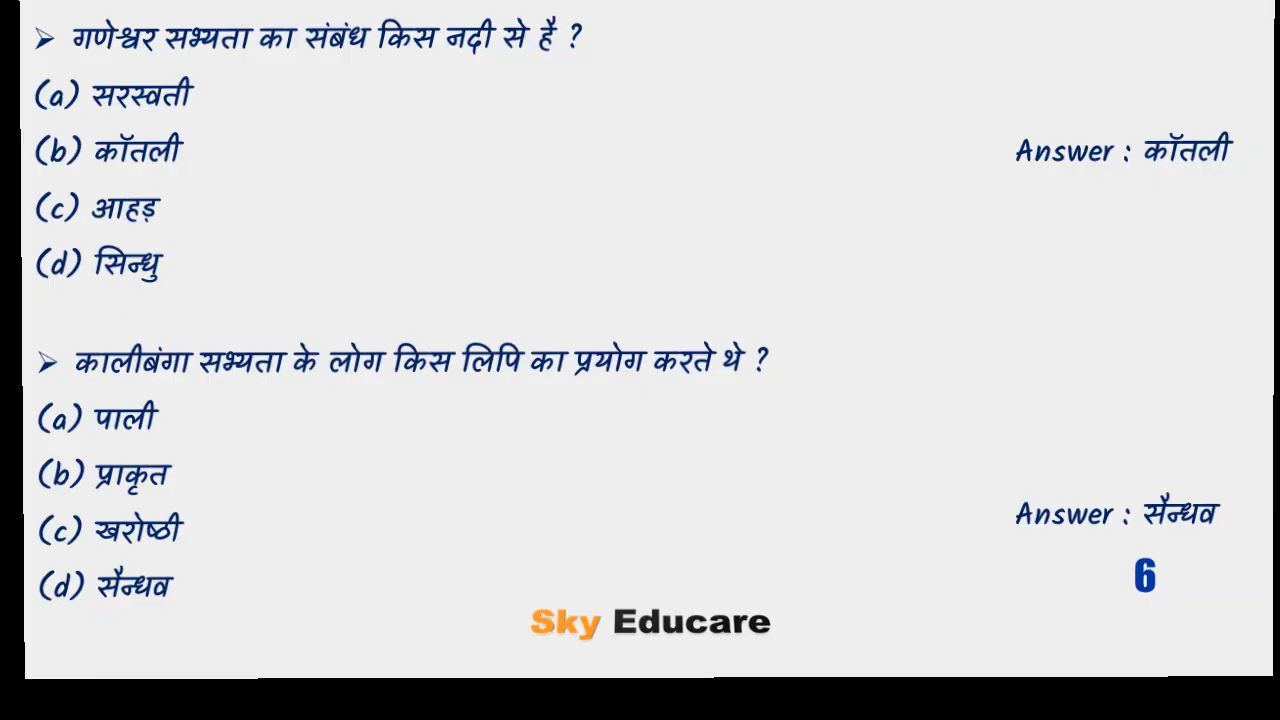 ➢ गणेश्वर सभ्यता का संबंध किस नदी से है ?
(a) सरस्वती
(b) कॉतली
Answer : कॉतली
(c) आहड़
(d) सिन्धु
➢ कालीबंगा सभ्यता के लोग किस लिपि का प्रयोग करते थे ?
(a) पाली
(b) प्राकृत
Answer : सैन्धव
(c) खरोष्ठी
(d) सैन्धव
6
Sky Educare